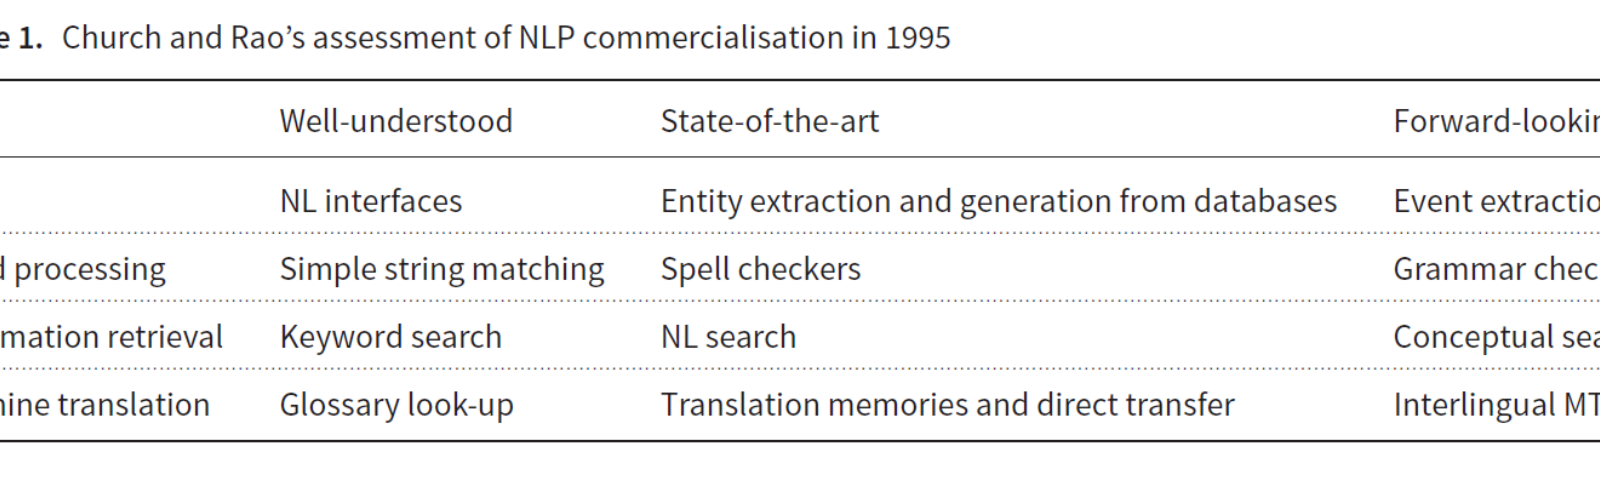 e 1. Church and Rao’s assessment of NLP commercialisation in 1995
Well-understood State-of-the-art Forward-lookin
NL interfaces Entity extraction and generation from databases Event extractio
d processing Simple string matching Spell checkers Grammar chec
mation retrieval Keyword search NL search Conceptual sea
hine translation Glossary look-up Translation memories and direct transfer Interlingual MT